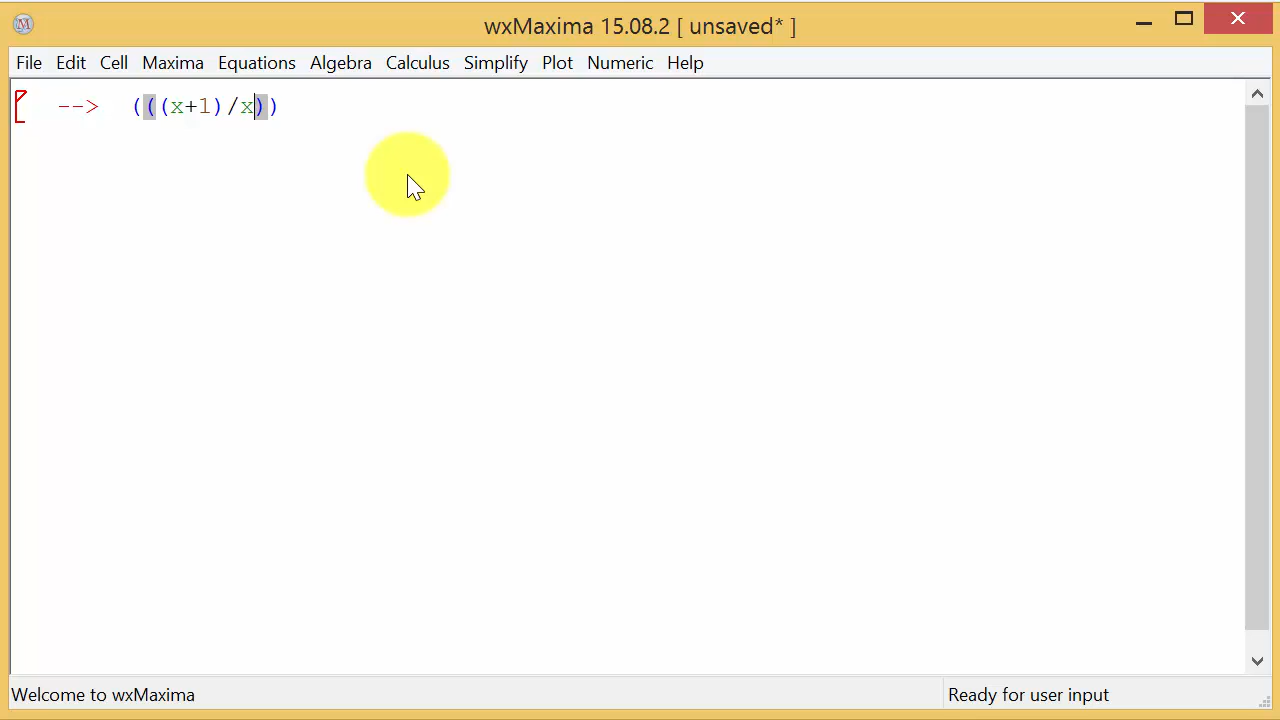 wxMaxima 15.08.2 [ unsaved* ]
File Edit Cell Maxima Equations Algebra Calculus Simplify Plot Numeric Help
--> (((x+1)/x))
Welcome to wxMaxima Ready for user input